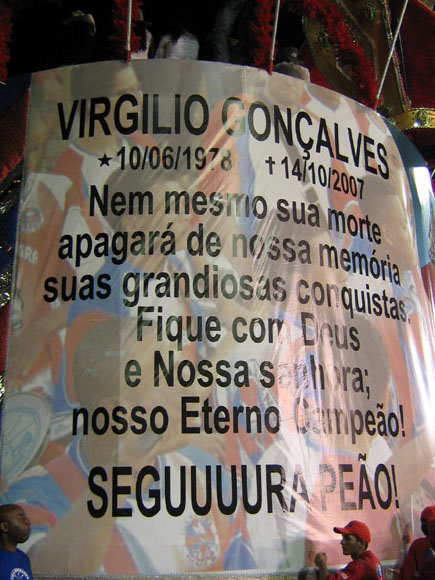 VIRGILIO GONÇALVES
★10/06/1978 ✝14/10/2007
Nem mesmo sua morte
apagará de nossa memória
suas grandiosas conquistas.
Fique com Deus
e Nossa senhora;
nosso Eterno Campeão!
SEGUUUURA PEÃO!